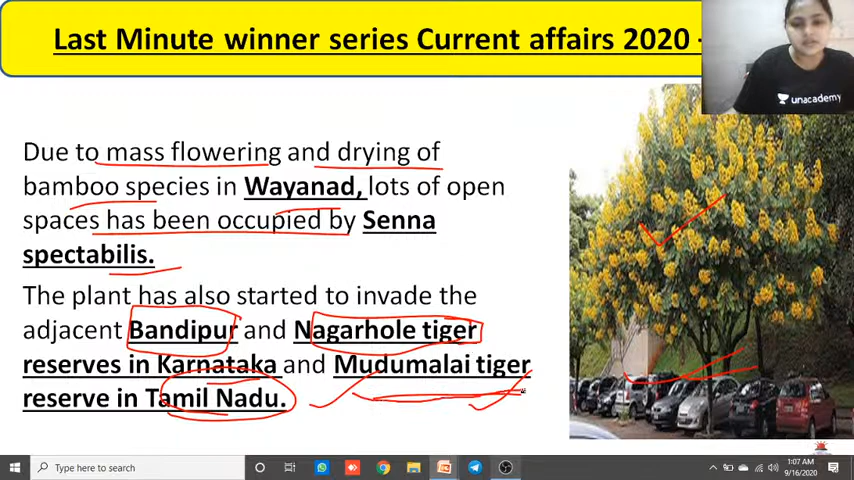 Last Minute winner series Current affairs 2020 -
unacademy
Due to mass flowering and drying of
bamboo species in Wayanad, lots of open
spaces has been occupied by Senna
spectabilis.
The plant has also started to invade the
adjacent Bandipur and Nagarhole tiger
reserves in Karnataka and Mudumalai tiger
reserve in Tamil Nadu.
Type here to search
1:07 AM
9/16/2020